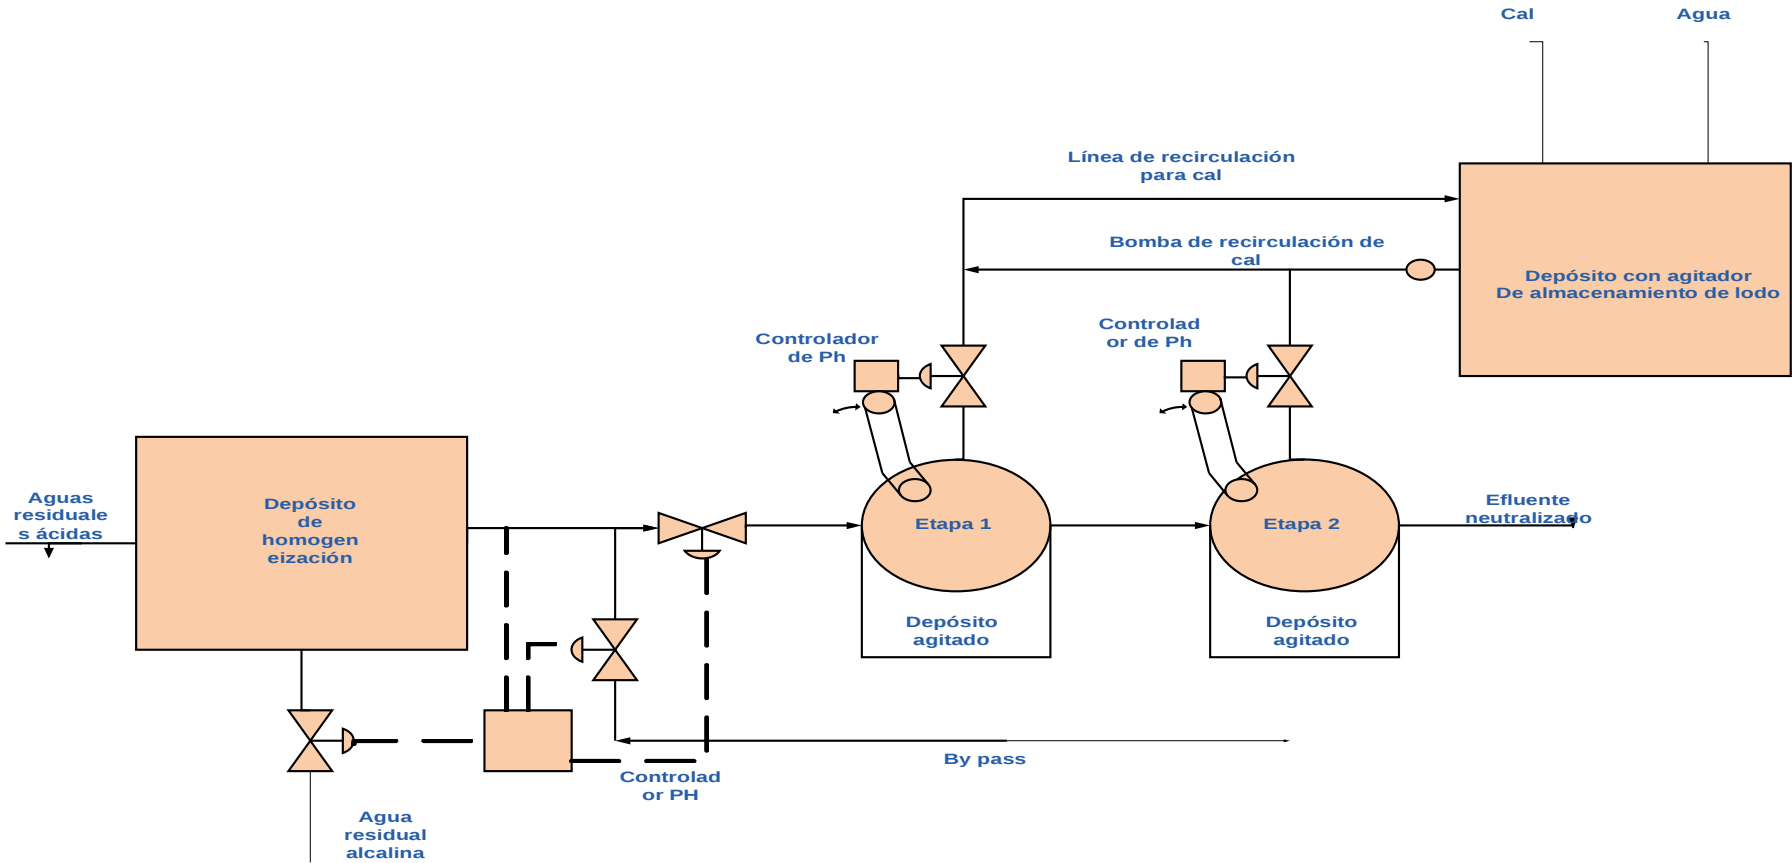 Cal
Agua
Línea de recirculación
para cal
Bomba de recirculación de
cal
Depósito con agitador
De almacenamiento de lodo
Controlador
de Ph
Controlad
or de Ph
Aguas
residuale
s ácidas
Depósito
de
homogen
eización
Etapa 1
Etapa 2
Efluente
neutralizado
Depósito
agitado
Depósito
agitado
By pass
Controlad
or PH
Agua
residual
alcalina